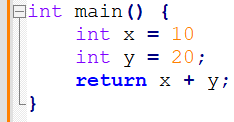 int main() {
int x = 10
int y = 20;
return x + y;
}